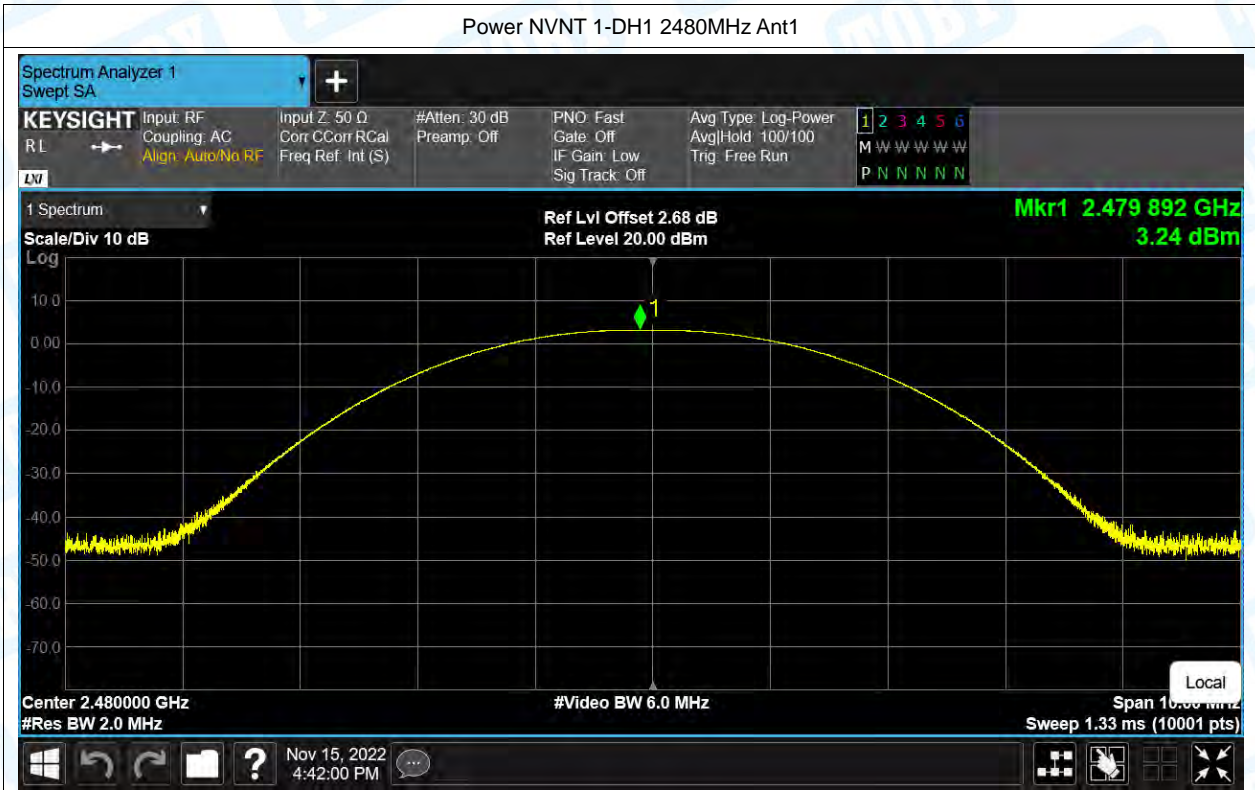 Power NVNT 1-DH1 2480MHz Ant1
Spectrum Analyzer 1
Swept SA
+
KEYSIGHT
RL
LXI
Input: RF
Coupling: AC
Align: Auto/No RF
Input Z: 50 Ω
Corr CCorr RCal
Freq Ref: Int (S)
#Atten: 30 dB
Preamp: Off
PNO: Fast
Gate: Off
IF Gain: Low
Sig Track: Off
Avg Type: Log-Power
Avg|Hold: 100/100
Trig: Free Run
1 2 3 4 5 6
M W W W W W W
P N N N N N N
1 Spectrum
Scale/Div 10 dB
Ref Lvl Offset 2.68 dB
Ref Level 20.00 dBm
Mkr1 2.479 892 GHz
3.24 dBm
Log
10.0
0.00
-10.0
-20.0
-30.0
-40.0
-50.0
-60.0
-70.0
1
Local
Center 2.480000 GHz
#Video BW 6.0 MHz
Span 10.00 MHz
#Res BW 2.0 MHz
Sweep 1.33 ms (10001 pts)
?
Nov 15, 2022
4:42:00 PM